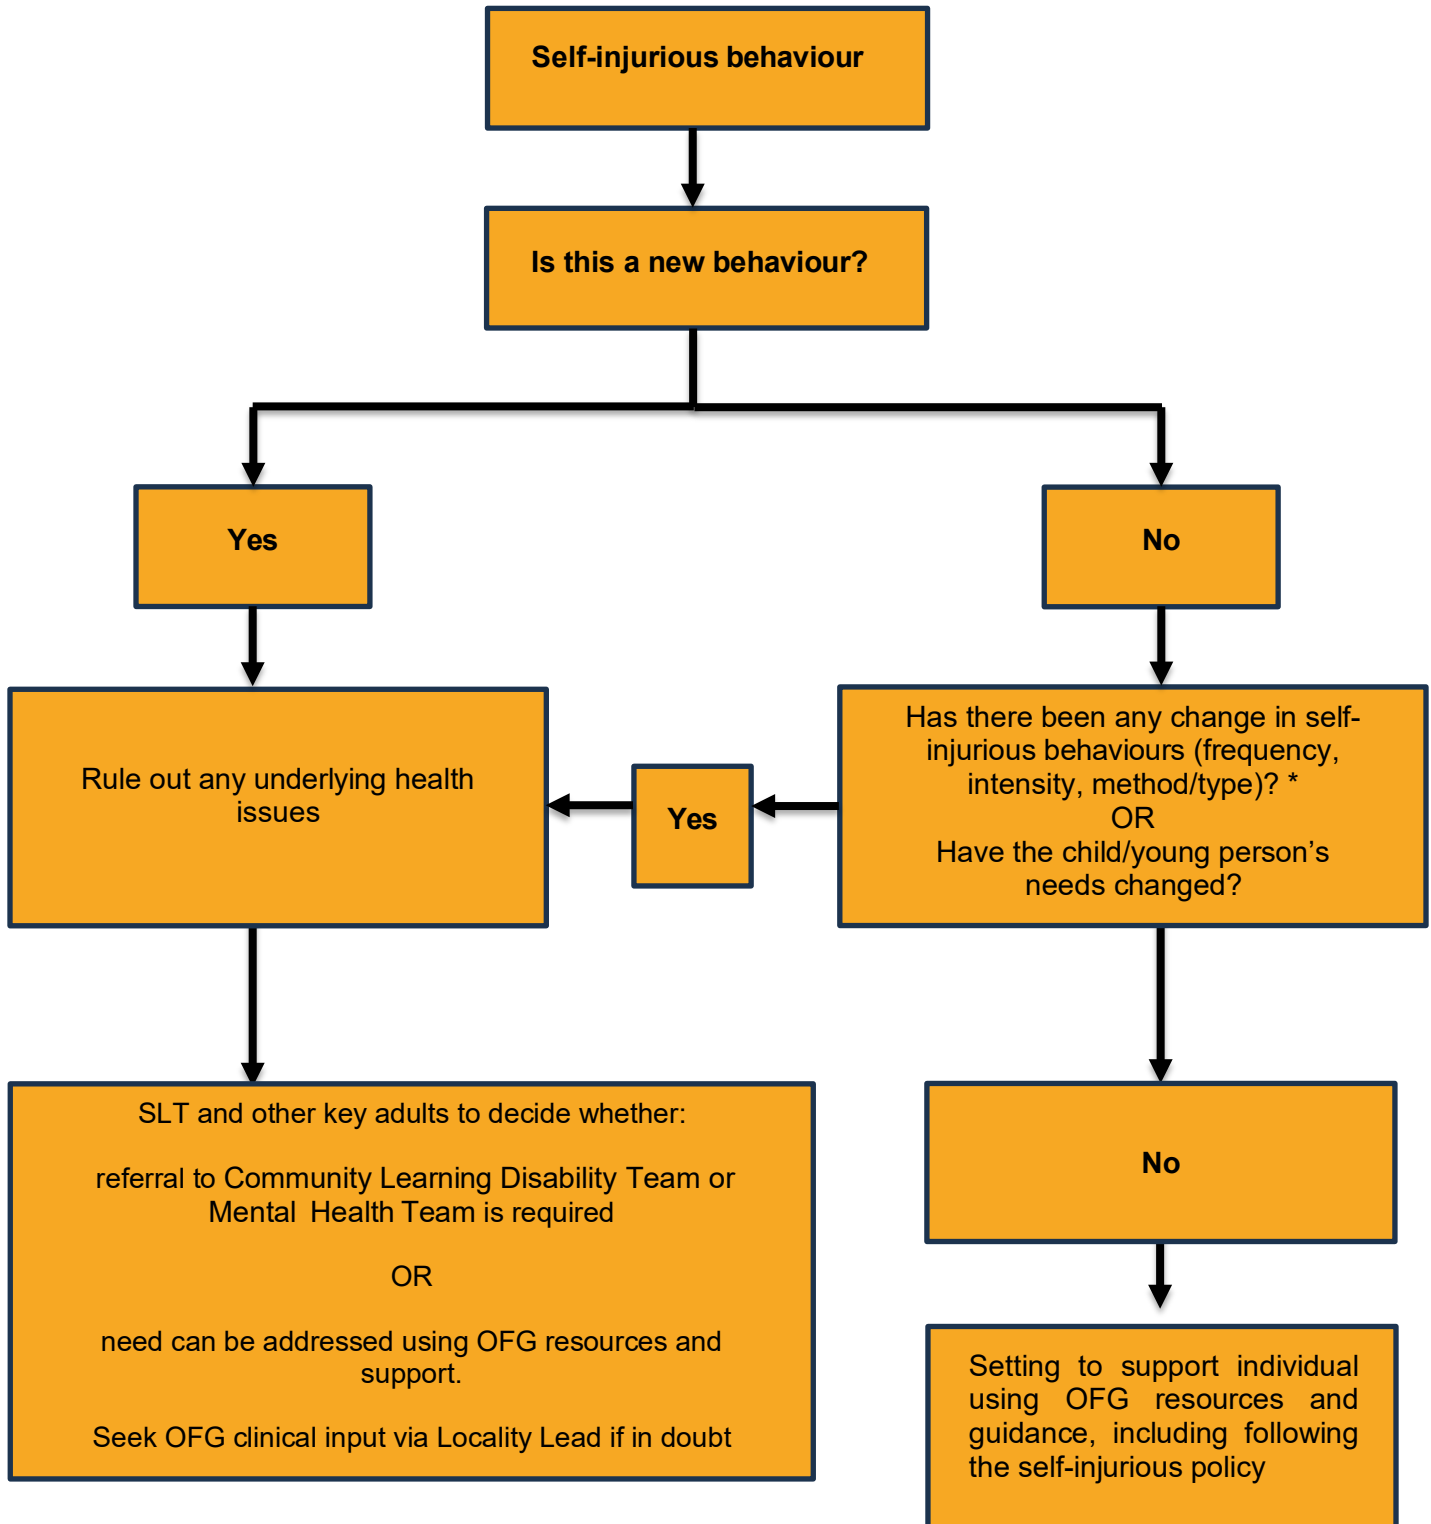 Self-injurious behaviour
Is this a new behaviour?
Yes
No
Rule out any underlying health
issues
Yes
Has there been any change in self-
injurious behaviours (frequency,
intensity, method/type)? *
OR
Have the child/young person’s
needs changed?
SLT and other key adults to decide whether:
referral to Community Learning Disability Team or
Mental Health Team is required
OR
need can be addressed using OFG resources and
support.
Seek OFG clinical input via Locality Lead if in doubt
No
Setting to support individual
using OFG resources and
guidance, including following
the self-injurious policy